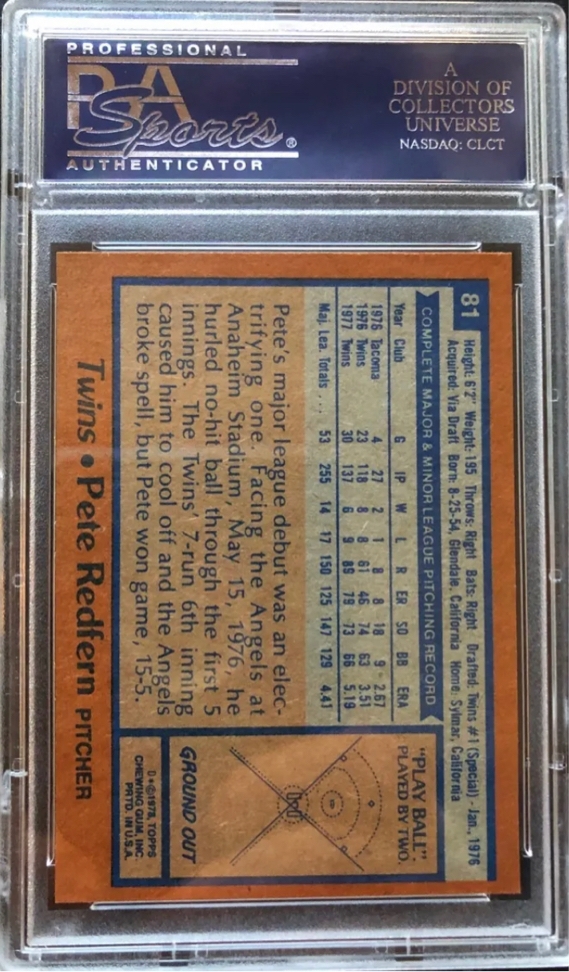 PROFESSIONAL
PSA
Sports®
AUTHENTICATOR
A
DIVISION OF
COLLECTORS
UNIVERSE
NASDAQ: CLCT
81
Height: 6'2" Weight: 195 Throws: Right Bats: Right Drafted: Twins #1 (Special) - Jan., 1976
Acquired: Via Draft Born: 8-25-54, Glendale, California Home: Sylmar, California
COMPLETE MAJOR & MINOR LEAGUE PITCHING RECORD
Year Club G IP W L R ER SO BB ERA
1976 Tacoma 4 27 2 1 8 8 18 9 2.67
1976 Twins 23 118 8 8 61 46 74 63 3.51
1977 Twins 30 137 6 9 89 79 73 66 5.19
Maj. Lea. Totals . . . 53 255 14 17 150 125 147 129 4.41
Pete's major league debut was an elec-
trifying one. Facing the Angels at
Anaheim Stadium, May 15, 1976, he
hurled no-hit ball through the first 5
innings. The Twins' 7-run 6th inning
caused him to cool off and the Angels
broke spell, but Pete won game, 15-5.
"PLAY BALL":
PLAYED BY TWO.
GROUND OUT
D*©1978, TOPPS
CHEWING GUM, INC.
PRTD. IN U.S.A.
Twins • Pete Redfern PITCHER